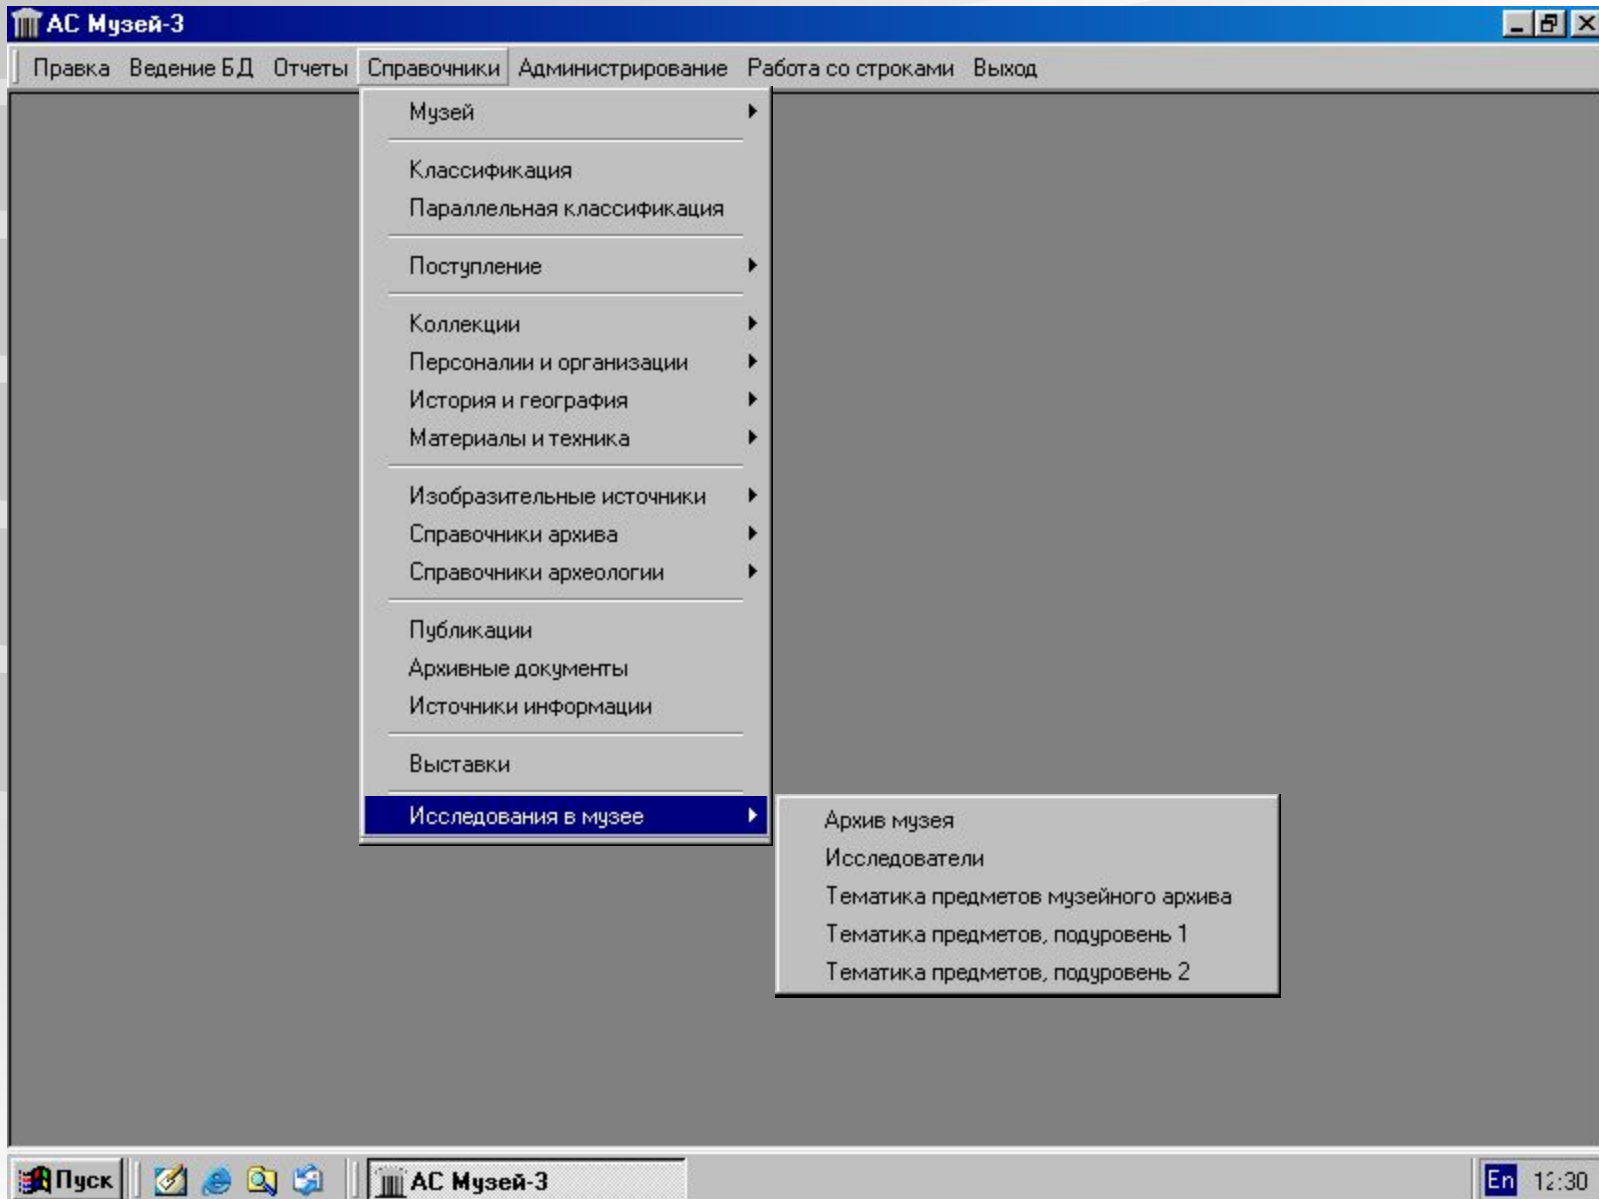 АС Музей-3
Правка Ведение БД Отчеты Справочники Администрирование Работа со строками Выход
Музей
Классификация
Параллельная классификация
Поступление
Коллекции
Персоналии и организации
История и география
Материалы и техника
Изобразительные источники
Справочники архива
Справочники археологии
Публикации
Архивные документы
Источники информации
Выставки
Исследования в музее
Архив музея
Исследователи
Тематика предметов музейного архива
Тематика предметов, подуровень 1
Тематика предметов, подуровень 2
Пуск АС Музей-3 En 12:30